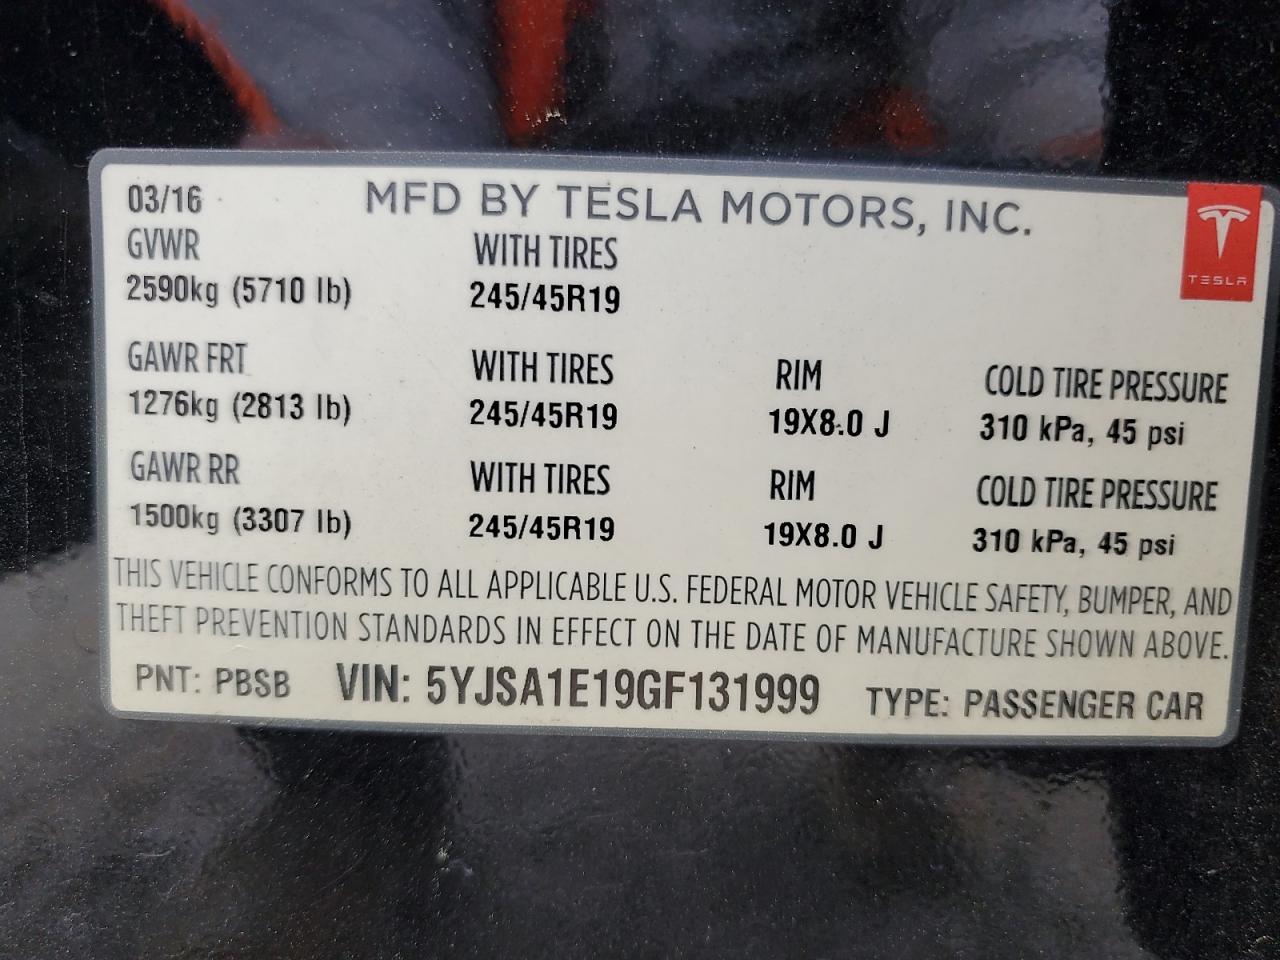 03/16 MFD BY TESLA MOTORS, INC.
TESLA
GVWR WITH TIRES
2590kg (5710 lb) 245/45R19
GAWR FRT WITH TIRES RIM COLD TIRE PRESSURE
1276kg (2813 lb) 245/45R19 19X8.0 J 310 kPa, 45 psi
GAWR RR WITH TIRES RIM COLD TIRE PRESSURE
1500kg (3307 lb) 245/45R19 19X8.0 J 310 kPa, 45 psi
THIS VEHICLE CONFORMS TO ALL APPLICABLE U.S. FEDERAL MOTOR VEHICLE SAFETY, BUMPER, AND
THEFT PREVENTION STANDARDS IN EFFECT ON THE DATE OF MANUFACTURE SHOWN ABOVE.
PNT: PBSB VIN: 5YJSA1E19GF131999 TYPE: PASSENGER CAR